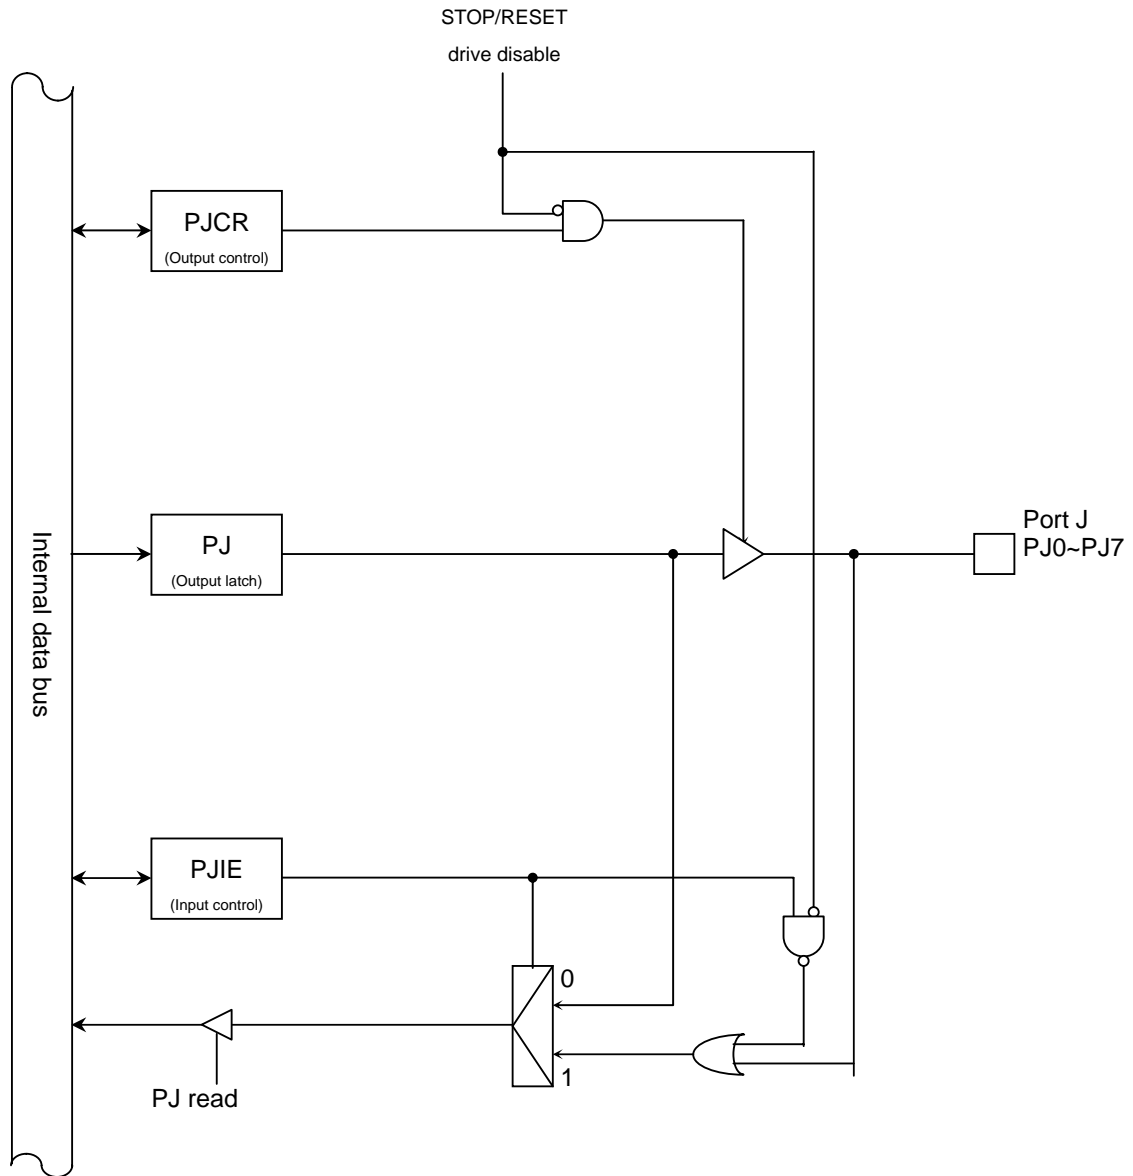 STOP/RESET
drive disable
PJCR
(Output control)
Internal data bus
PJ
(Output latch)
Port J
PJ0~PJ7
PJIE
(Input control)
0
1
PJ read